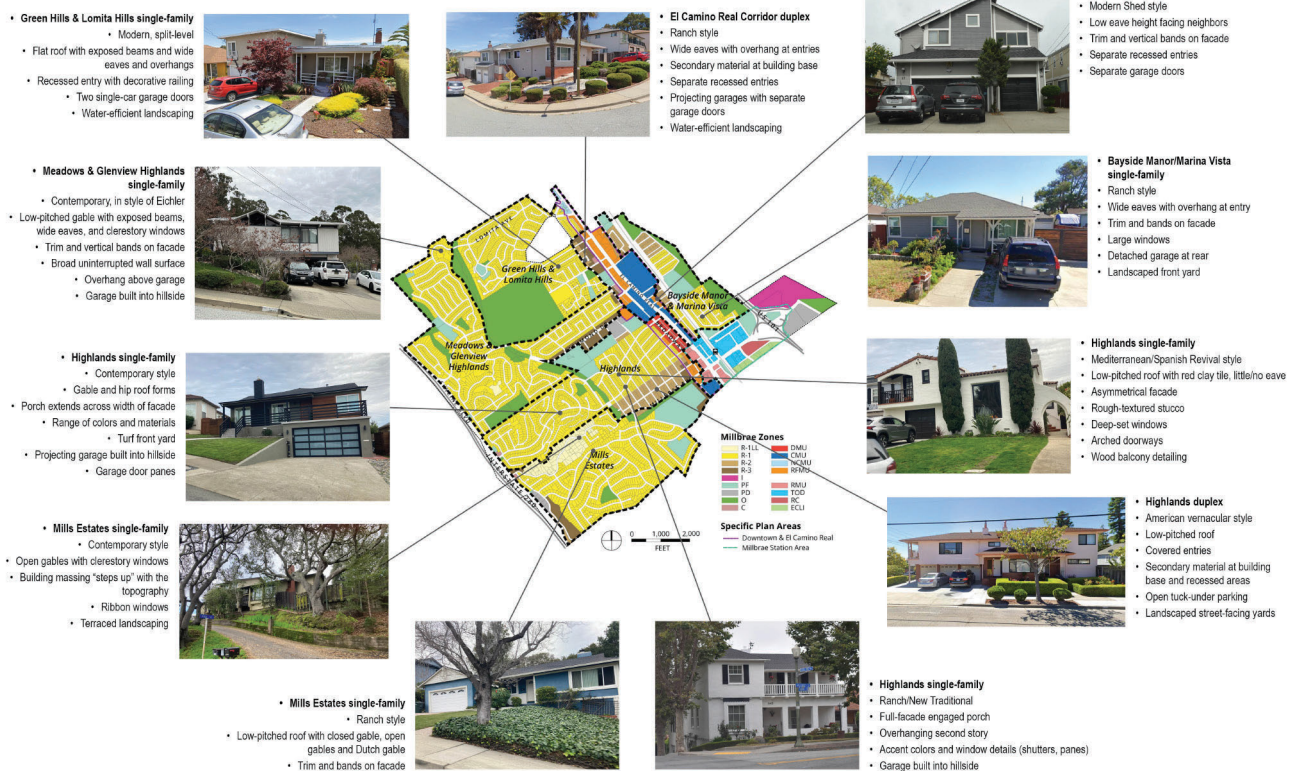 • Green Hills & Lomita Hills single-family
• Modern, split-level
• Flat roof with exposed beams and wide
eaves and overhangs
• Recessed entry with decorative railing
• Two single-car garage doors
• Water-efficient landscaping
• El Camino Real Corridor duplex
• Ranch style
• Wide eaves with overhang at entries
• Secondary material at building base
• Separate recessed entries
• Projecting garages with separate
garage doors
• Water-efficient landscaping
• Modern Shed style
• Low eave height facing neighbors
• Trim and vertical bands on facade
• Separate recessed entries
• Separate garage doors
• Meadows & Glenview Highlands
single-family
• Contemporary, in style of Eichler
• Low-pitched gable with exposed beams,
wide eaves, and clerestory windows
• Trim and vertical bands on facade
• Broad uninterrupted wall surface
• Overhang above garage
• Garage built into hillside
• Bayside Manor/Marina Vista
single-family
• Ranch style
• Wide eaves with overhang at entry
• Trim and bands on facade
• Large windows
• Detached garage at rear
• Landscaped front yard
• Highlands single-family
• Contemporary style
• Gable and hip roof forms
• Porch extends across width of facade
• Range of colors and materials
• Turf front yard
• Projecting garage built into hillside
• Garage door panes
• Highlands single-family
• Mediterranean/Spanish Revival style
• Low-pitched roof with red clay tile, little/no eave
• Asymmetrical facade
• Rough-textured stucco
• Deep-set windows
• Arched doorways
• Wood balcony detailing
LOMITA AVE
Green Hills &
Lomita Hills
Bayside Manor
& Marina Vista
US-101
Meadows &
Glenview
Highlands
Highlands
Mills
Estates
INTERSTATE 280
Millbrae Zones
R-1LL
R-1
R-2
R-3
I
PF
PD
O
C
DMU
CMU
NCMU
RFMU
RMU
TOD
RC
ECLI
Specific Plan Areas
Downtown & El Camino Real
Millbrae Station Area
0 1,000 2,000
FEET
• Mills Estates single-family
• Contemporary style
• Open gables with clerestory windows
• Building massing “steps up” with the
topography
• Ribbon windows
• Terraced landscaping
• Highlands duplex
• American vernacular style
• Low-pitched roof
• Covered entries
• Secondary material at building
base and recessed areas
• Open tuck-under parking
• Landscaped street-facing yards
• Mills Estates single-family
• Ranch style
• Low-pitched roof with closed gable, open
gables and Dutch gable
• Trim and bands on facade
• Highlands single-family
• Ranch/New Traditional
• Full-facade engaged porch
• Overhanging second story
• Accent colors and window details (shutters, panes)
• Garage built into hillside